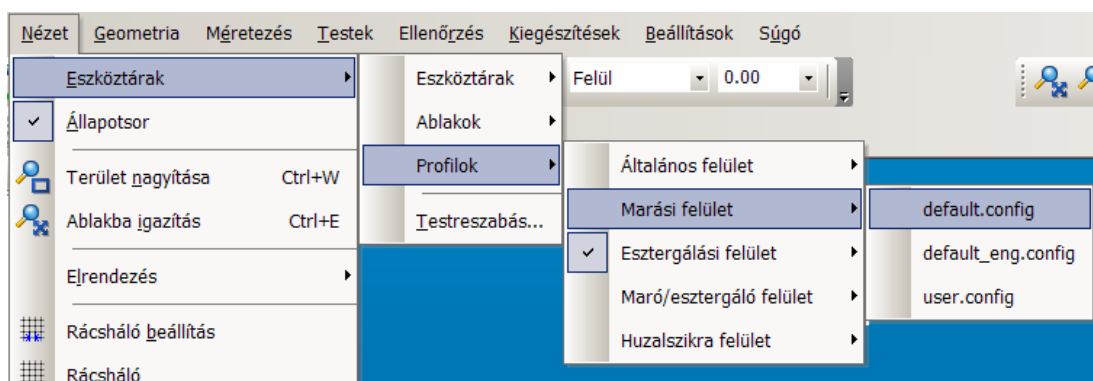 Nézet Geometria Méretezés Testek Ellenőrzés Kiegészítések Beállítások Súgó
Eszköztárak
Állapotsor
Terület nagyítása Ctrl+W
Ablakba igazítás Ctrl+E
Elrendezés
Rácsháló beállítás
Rácsháló
Eszköztárak
Ablakok
Profilok
Testreszabás...
Felül 0.00
Általános felület
Marási felület
Esztergálási felület
Maró/esztergáló felület
Huzalszikra felület
default.config
default_eng.config
user.config